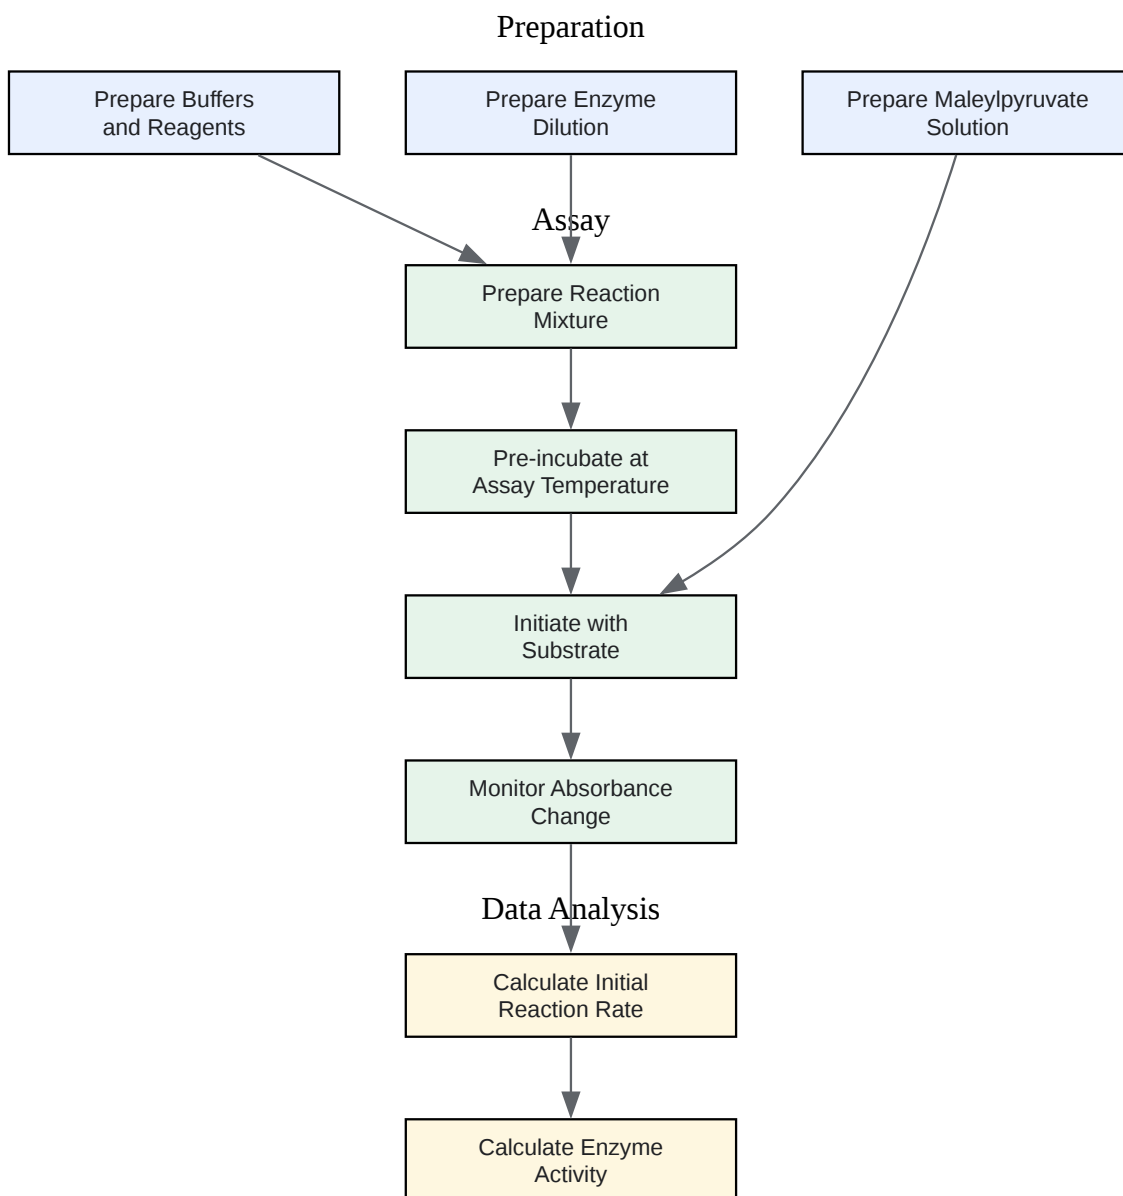 Preparation
Prepare Buffers
and Reagents
Prepare Enzyme
Dilution
Prepare Maleylpyruvate
Solution
Assay
Prepare Reaction
Mixture
Pre-incubate at
Assay Temperature
Initiate with
Substrate
Monitor Absorbance
Change
Data Analysis
Calculate Initial
Reaction Rate
Calculate Enzyme
Activity